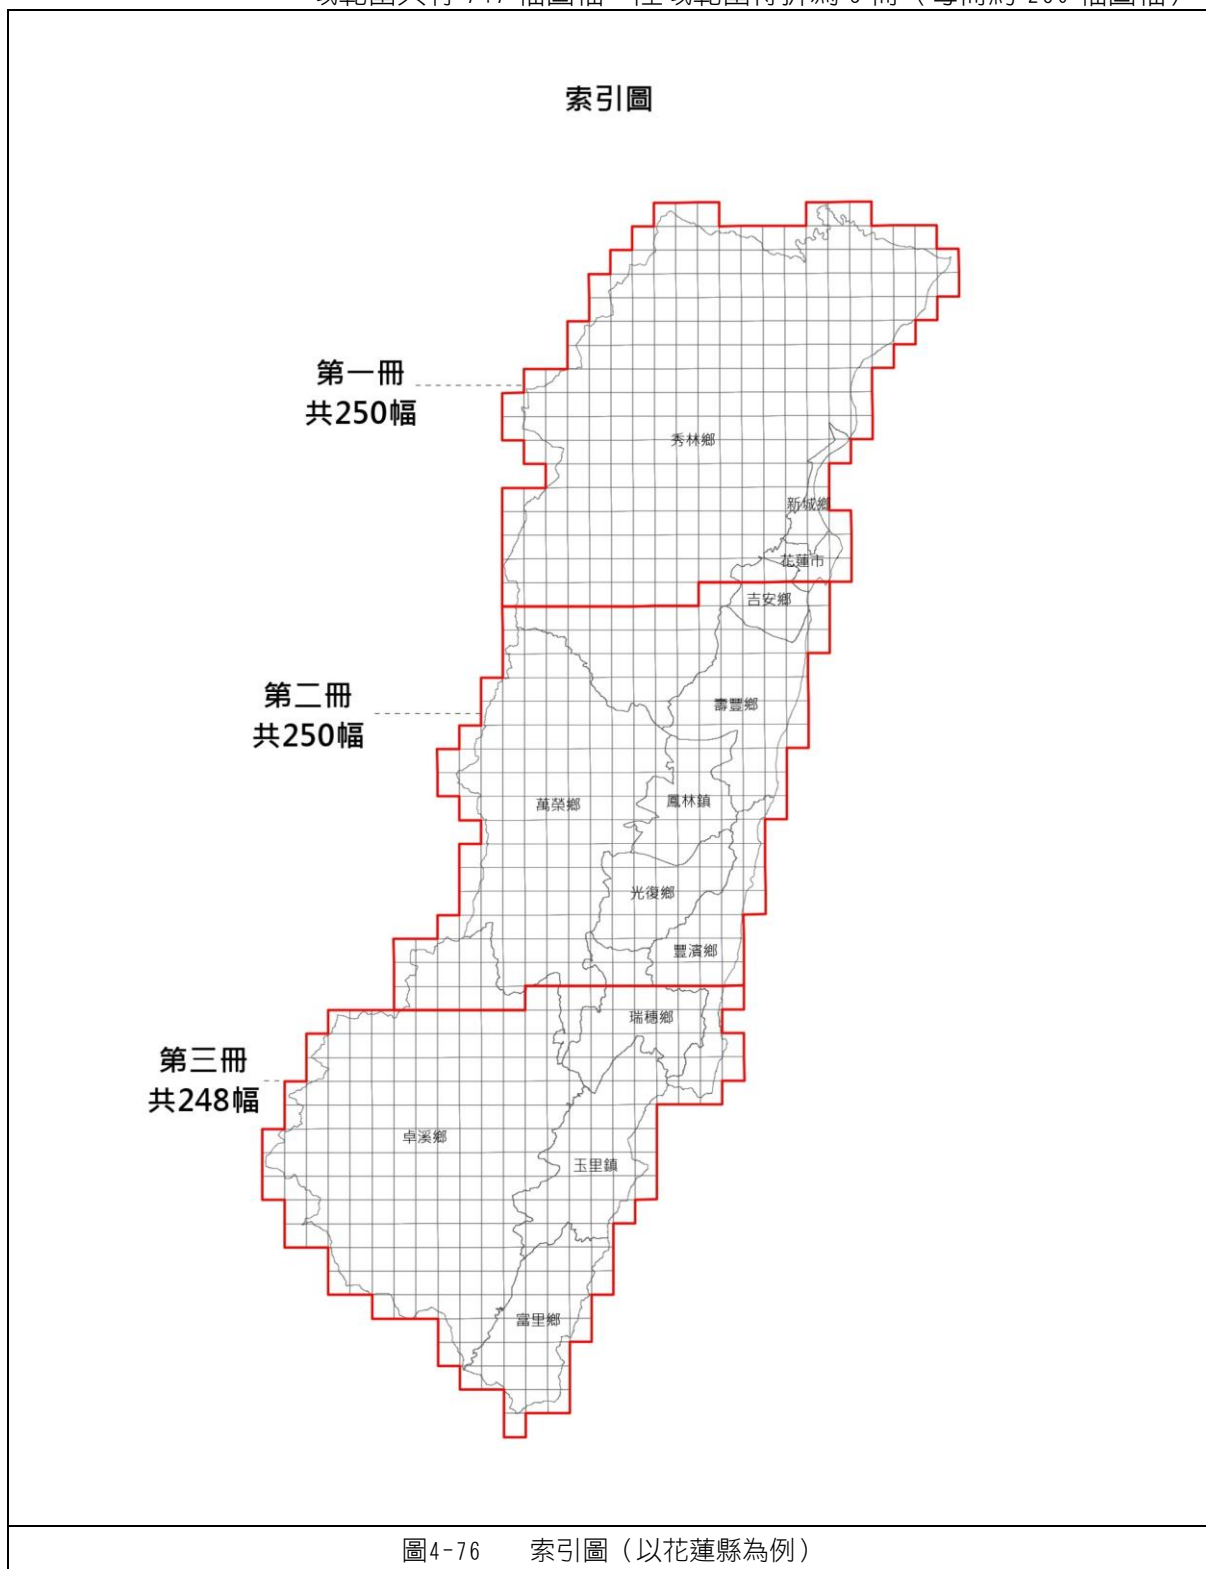 索引圖
第一冊
共250幅
秀林鄉
新城鄉
花蓮市
吉安鄉
第二冊
共250幅
壽豐鄉
萬榮鄉
鳳林鎮
光復鄉
豐濱鄉
瑞穗鄉
第三冊
共248幅
卓溪鄉
玉里鎮
富里鄉
圖4-76 索引圖（以花蓮縣為例）